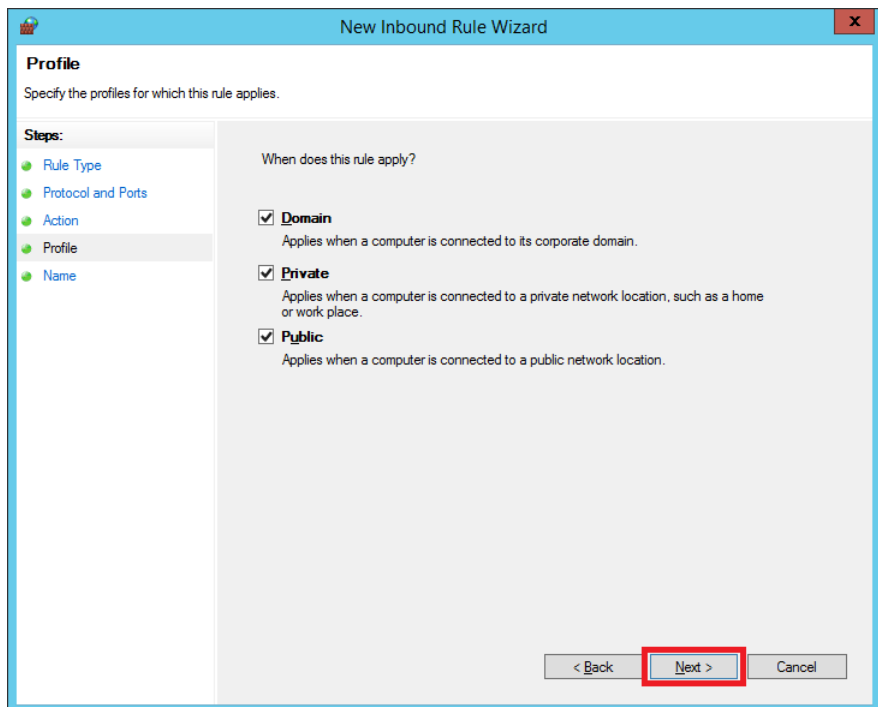 New Inbound Rule Wizard
x
Profile
Specify the profiles for which this rule applies.
Steps:
Rule Type
Protocol and Ports
Action
Profile
Name
When does this rule apply?
Domain
Applies when a computer is connected to its corporate domain.
Private
Applies when a computer is connected to a private network location, such as a home
or work place.
Public
Applies when a computer is connected to a public network location.
< Back
Next >
Cancel